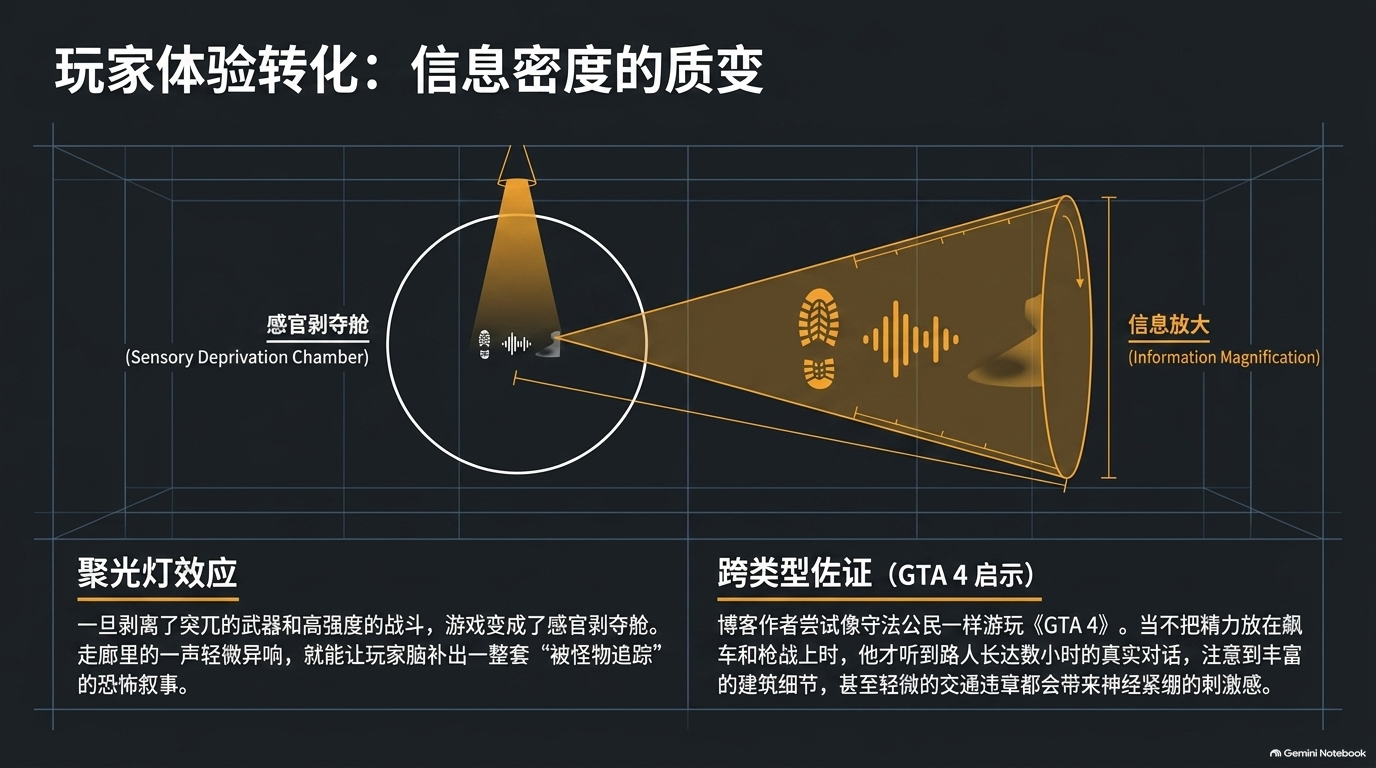 玩家体验转化：信息密度的质变
感官剥夺舱
(Sensory Deprivation Chamber)
信息放大
(Information Magnification)
聚光灯效应
一旦剥离了突兀的武器和高强度的战斗，游戏变成了感官剥夺舱。
走廊里的一声轻微异响，就能让玩家脑补出一整套“被怪物追踪”
的恐怖叙事。
跨类型佐证（GTA 4 启示）
博客作者尝试像守法公民一样游玩《GTA 4》。当不把精力放在飙
车和枪战上时，他才听到路人长达数小时的真实对话，注意到丰富
的建筑细节，甚至轻微的交通违章都会带来神经紧绷的刺激感。
Gemini Notebook